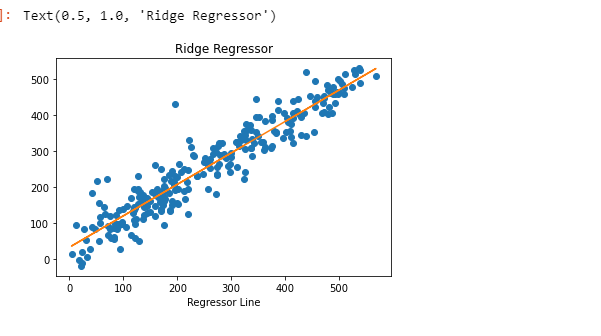 ]: Text(0.5, 1.0, 'Ridge Regressor')
Ridge Regressor
500
400
300
200
100
0
0 100 200 300 400 500
Regressor Line